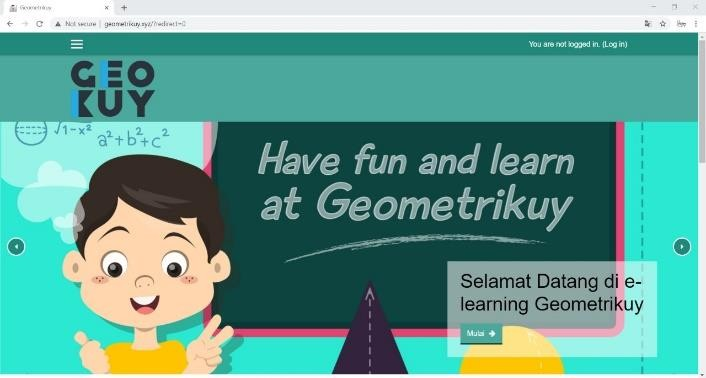 Geometrikuy
Not secure | geometrikuy.xyz/?redirect=0
You are not logged in. (Log in)
GEO
KUY
√1-x²
a²+b²+c²
Have fun and learn
at Geometrikuy
Selamat Datang di e-
learning Geometrikuy
Mulai